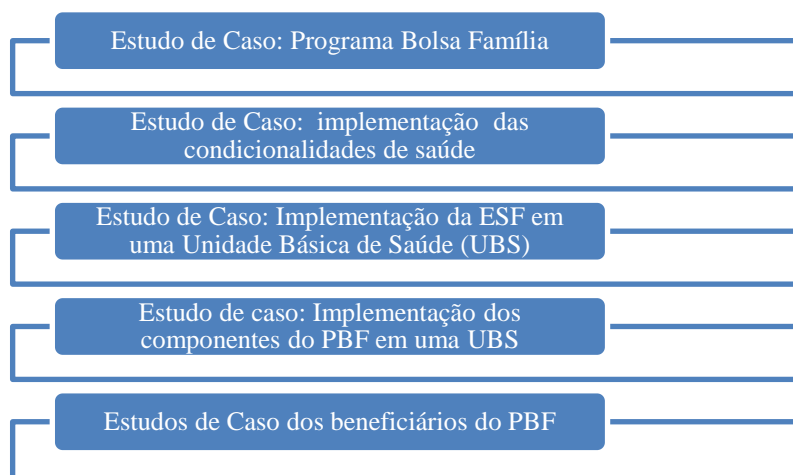 Estudo de Caso: Programa Bolsa Família
Estudo de Caso: implementação das
condicionalidades de saúde
Estudo de Caso: Implementação da ESF em
uma Unidade Básica de Saúde (UBS)
Estudo de caso: Implementação dos
componentes do PBF em uma UBS
Estudos de Caso dos beneficiários do PBF